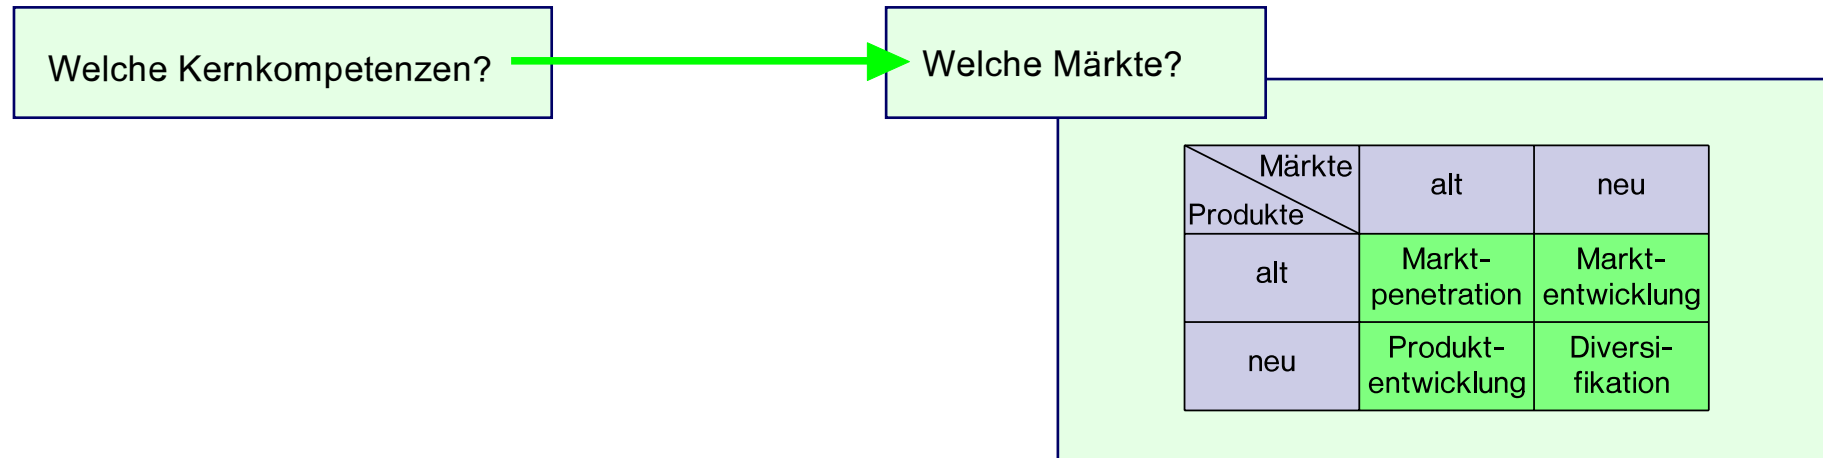 Welche Kernkompetenzen?
Welche Märkte?
Märkte
Produkte
alt
neu
alt
Markt-
penetration
Markt-
entwicklung
neu
Produkt-
entwicklung
Diversi-
fikation